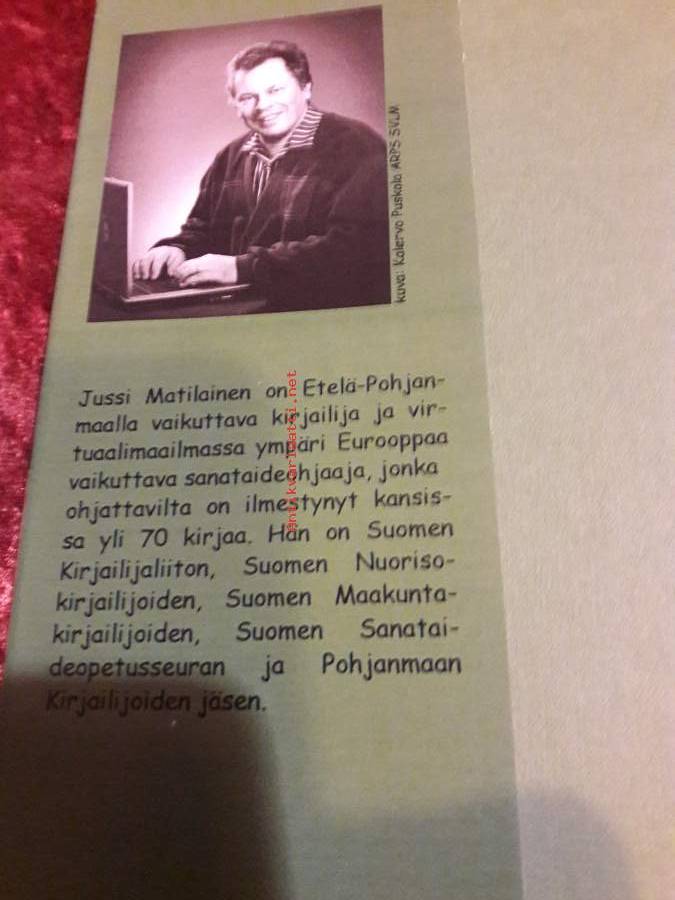 kuva: Kalervo Puskala ARPS SVLM
Jussi Matilainen on Etelä-Pohjan-
maalla vaikuttava kirjailija ja vir-
tuaalimaailmassa ympäri Eurooppaa
vaikuttava sanataideohjaaja, jonka
ohjattavilta on ilmestynyt kansis-
sa yli 70 kirjaa. Hän on Suomen
Kirjailijaliiton, Suomen Nuoriso-
kirjailijoiden, Suomen Maakunta-
kirjailijoiden, Suomen Sanatai-
deopetusseuran ja Pohjanmaan
Kirjailijoiden jäsen.
antikvariaatti.net